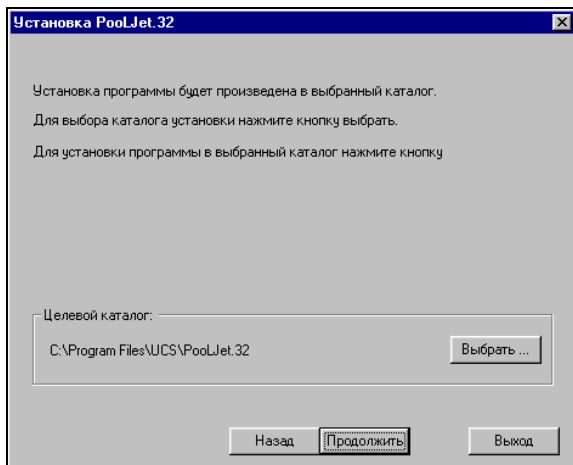 Установка PooLJet.32
Установка программы будет произведена в выбранный каталог.
Для выбора каталога установки нажмите кнопку выбрать.
Для установки программы в выбранный каталог нажмите кнопку
Целевой каталог:
C:\Program Files\UCS\PooLJet.32
Выбрать ...
Назад
Продолжить
Выход